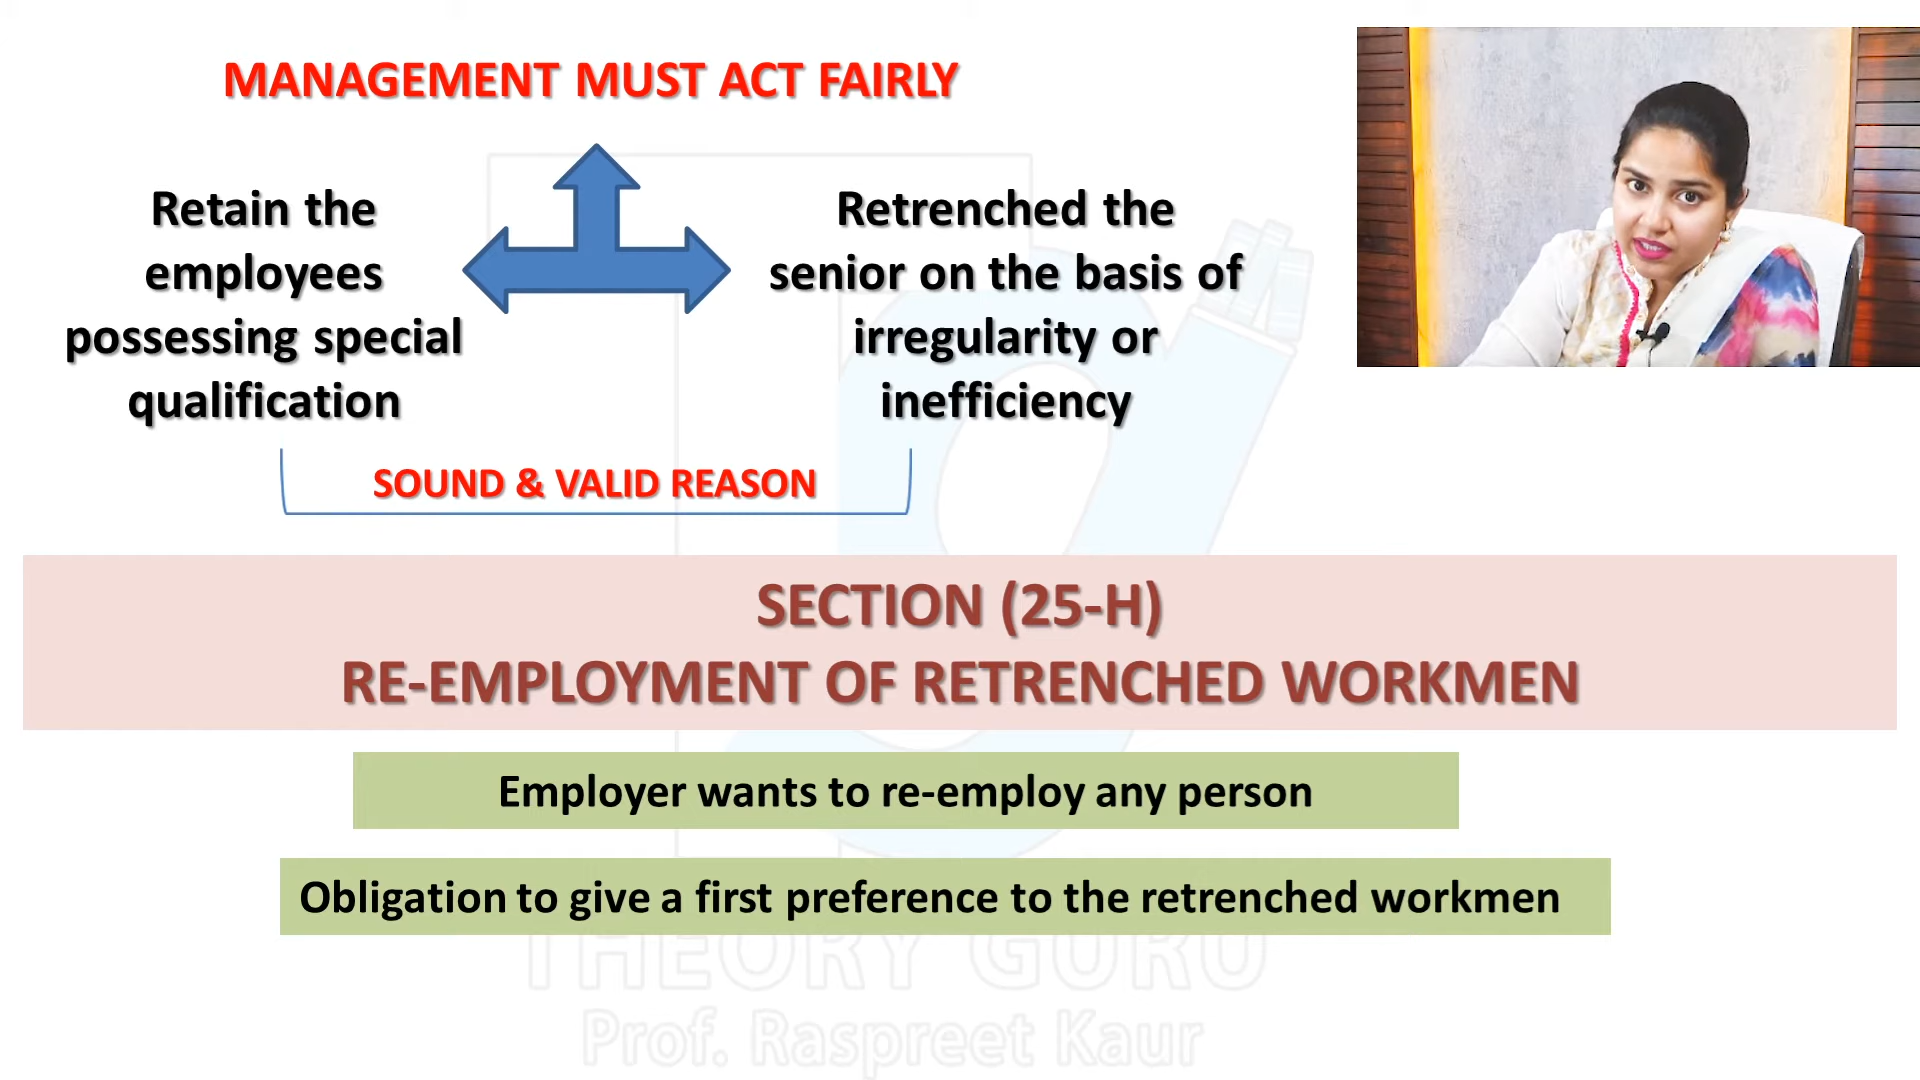 MANAGEMENT MUST ACT FAIRLY
Retain the
employees
possessing special
qualification
Retrenched the
senior on the basis of
irregularity or
inefficiency
SOUND & VALID REASON
SECTION (25-H)
RE-EMPLOYMENT OF RETRENCHED WORKMEN
Employer wants to re-employ any person
Obligation to give a first preference to the retrenched workmen
THEORY GURU
Prof. Raspreet Kaur